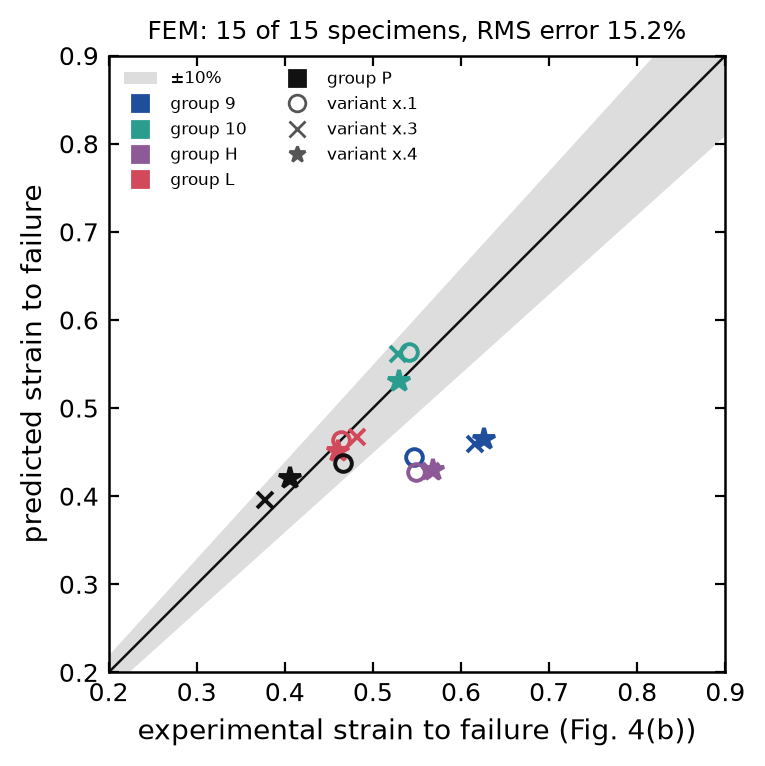 FEM: 15 of 15 specimens, RMS error 15.2%
±10%
group 9
group 10
group H
group L
group P
variant x.1
variant x.3
variant x.4
predicted strain to failure
0.9
0.8
0.7
0.6
0.5
0.4
0.3
0.2
0.2 0.3 0.4 0.5 0.6 0.7 0.8 0.9
experimental strain to failure (Fig. 4(b))